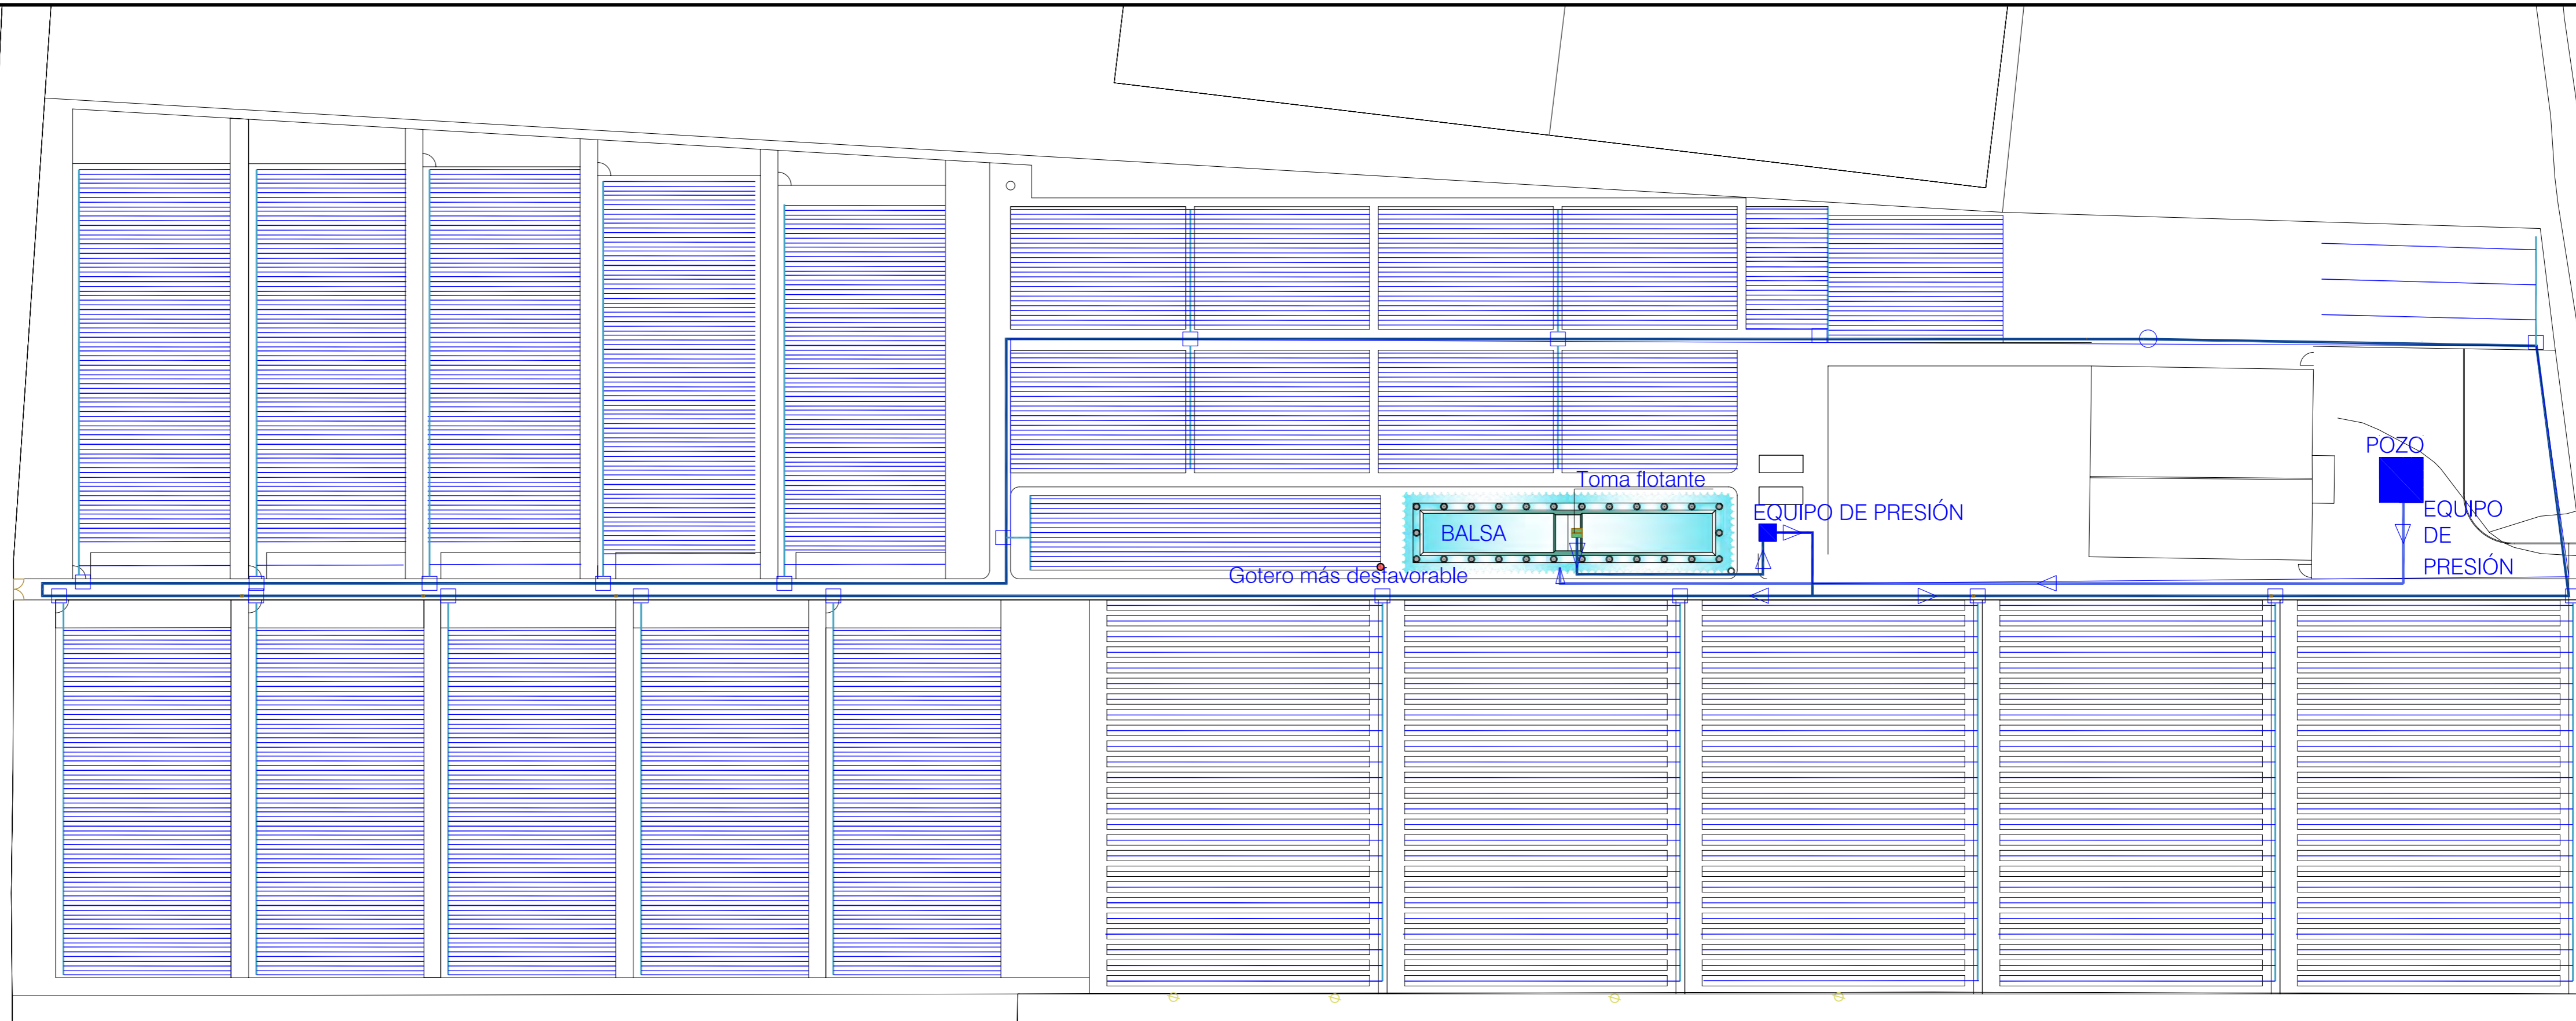 POZO
Toma flotante
EQUIPO DE PRESIÓN
EQUIPO
DE
PRESIÓN
BALSA
Gotero más desfavorable